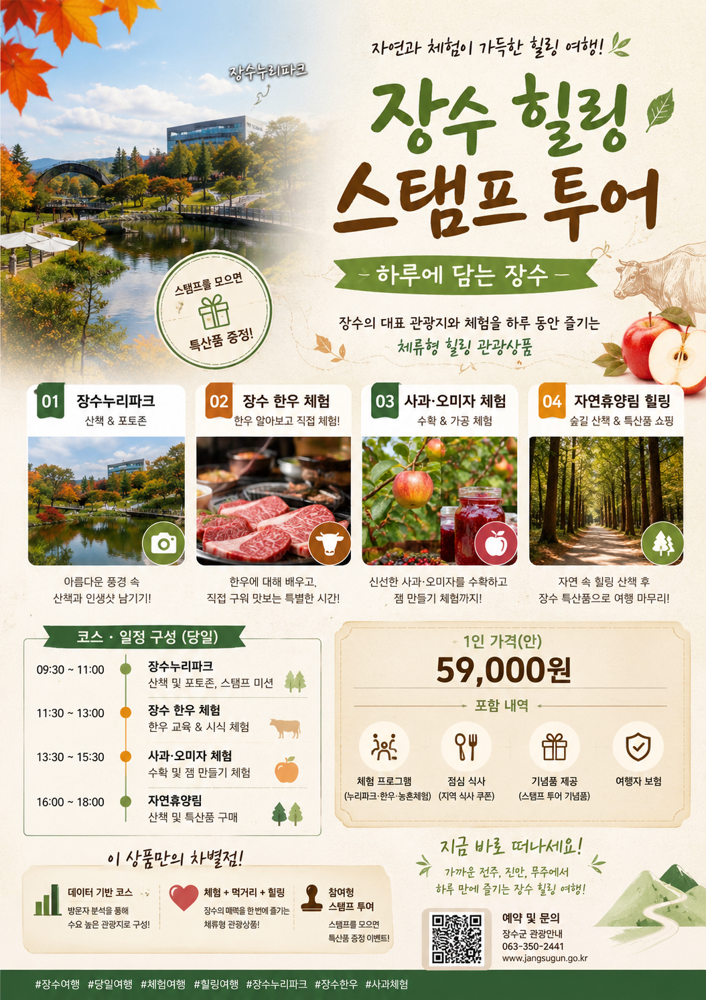 자연과 체험이 가득한 힐링 여행!
장수누리파크
장수 힐링
스탬프 투어
- 하루에 담는 장수 -
스탬프를 모으면
특산품 증정!
장수의 대표 관광지와 체험을 하루 동안 즐기는
체류형 힐링 관광상품
01 장수누리파크
산책 & 포토존
02 장수 한우 체험
한우 알아보고 직접 체험!
03 사과·오미자 체험
수확 & 가공 체험
04 자연휴양림 힐링
숲길 산책 & 특산품 쇼핑
아름다운 풍경 속
산책과 인생샷 남기기!
한우에 대해 배우고,
직접 구워 맛보는 특별한 시간!
신선한 사과·오미자를 수확하고
잼 만들기 체험까지!
자연 속 힐링 산책 후
장수 특산품으로 여행 마무리!
코스 · 일정 구성 (당일)
09:30 ~ 11:00 장수누리파크
산책 및 포토존, 스탬프 미션
11:30 ~ 13:00 장수 한우 체험
한우 교육 & 시식 체험
13:30 ~ 15:30 사과·오미자 체험
수확 및 잼 만들기 체험
16:00 ~ 18:00 자연휴양림
산책 및 특산품 구매
1인 가격(안)
59,000원
포함 내역
체험 프로그램
(누리파크·한우·농촌체험)
점심 식사
(지역 식사 쿠폰)
기념품 제공
(스탬프 투어 기념품)
여행자 보험
이 상품만의 차별점!
데이터 기반 코스
방문자 분석을 통해
수요 높은 관광지로 구성!
체험 + 먹거리 + 힐링
장수의 매력을 한 번에 즐기는
체류형 관광상품!
참여형
스탬프 투여
스탬프를 모으면
특산품 증정 이벤트!
지금 바로 떠나세요!
가까운 전주, 진안, 무주에서
하루 만에 즐기는 장수 힐링 여행!
예약 및 문의
장수군 관광안내
063-350-2441
www.jangsugun.go.kr
#장수여행 #당일여행 #체험여행 #힐링여행 #장수누리파크 #장수한우 #사과체험